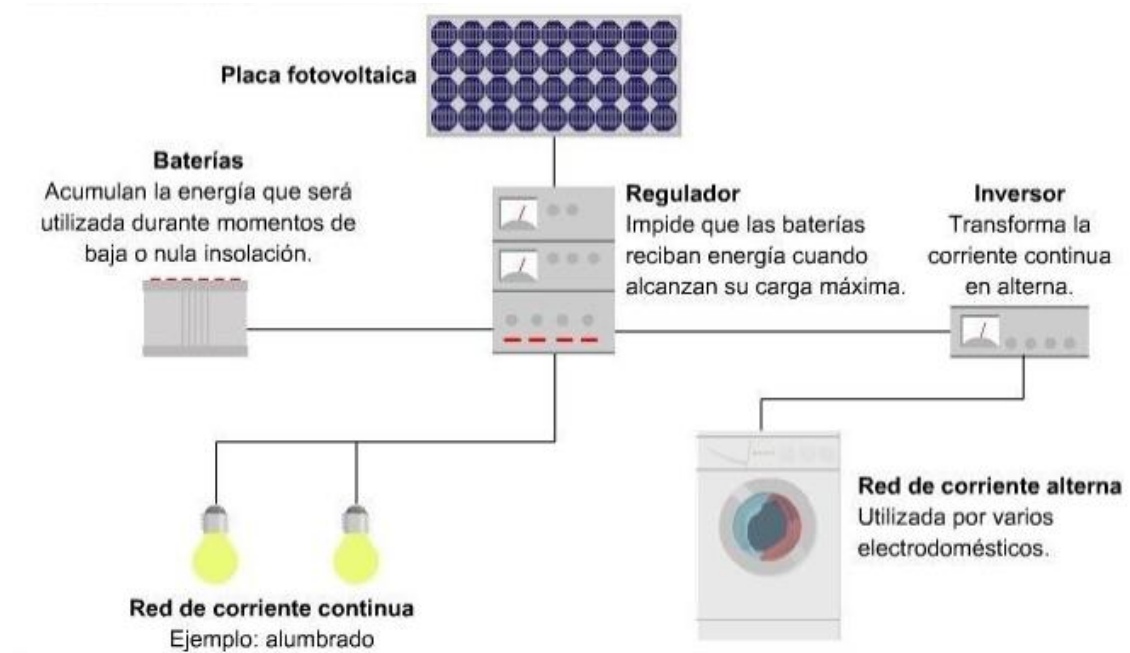 Placa fotovoltaica
Baterías
Acumulan la energía que será
utilizada durante momentos de
baja o nula insolación.
Regulador
Impide que las baterías
reciban energía cuando
alcanzan su carga máxima.
Inversor
Transforma la
corriente continua
en alterna.
Red de corriente alterna
Utilizada por varios
electrodomésticos.
Red de corriente continua
Ejemplo: alumbrado